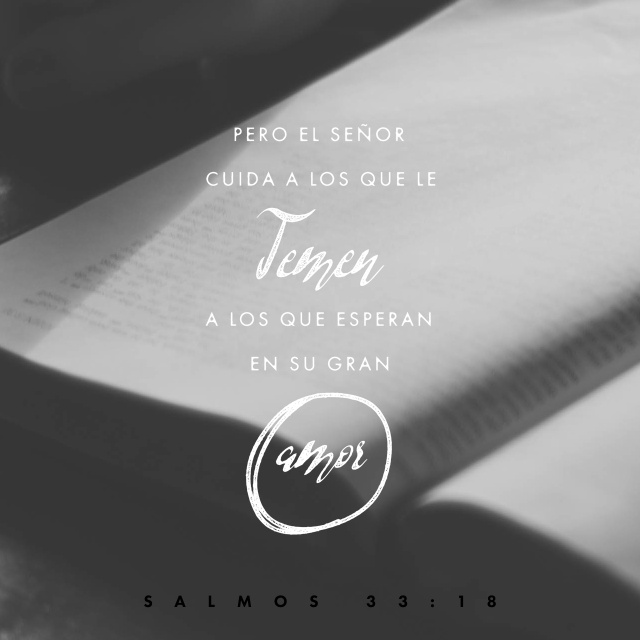 PERO EL SEÑOR
CUIDA A LOS QUE LE
Temen
A LOS QUE ESPERAN
EN SU GRAN
amor
SALMOS 33:18